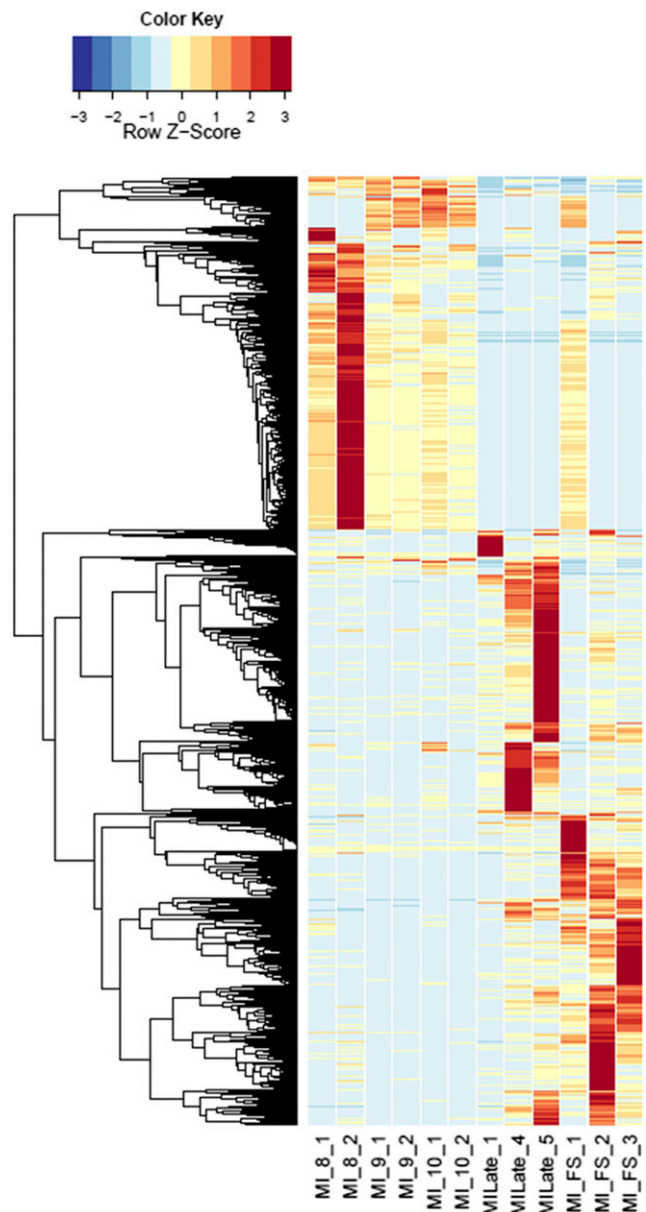 Color Key
−3 −2 −1 0 1 2 3
Row Z−Score
MI_8_1
MI_8_2
MI_9_1
MI_9_2
MI_10_1
MI_10_2
MILate_1
MILate_4
MILate_5
MI_FS_1
MI_FS_2
MI_FS_3